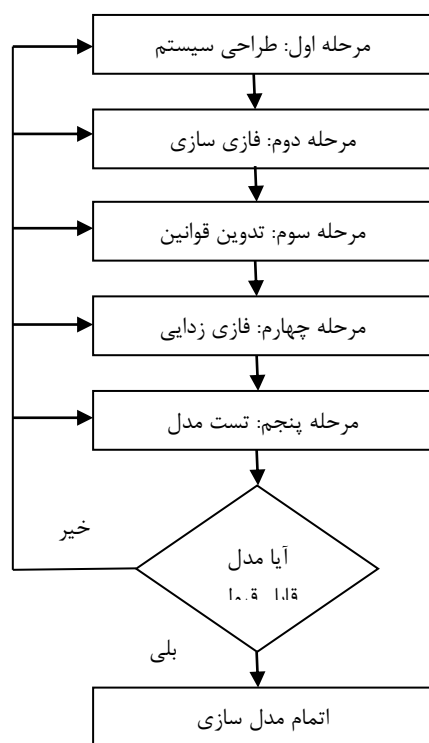 مرحله اول: طراحی سیستم
مرحله دوم: فازی سازی
مرحله سوم: تدوین قوانین
مرحله چهارم: فازی زدایی
مرحله پنجم: تست مدل
خیر
آیا مدل
بلی
اتمام مدل سازی